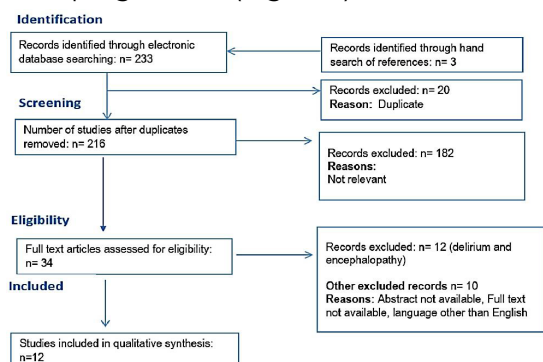 Identification
Records identified through electronic
database searching: n= 233
Records identified through hand
search of references: n= 3
Records excluded: n= 20
Reason: Duplicate
Screening
Number of studies after duplicates
removed: n= 216
Records excluded: n= 182
Reasons:
Not relevant
Eligibility
Full text articles assessed for eligibility:
n= 34
Records excluded: n= 12 (delirium and
encephalopathy)
Other excluded records n= 10
Reasons: Abstract not available, Full text
not available, language other than English
Included
Studies included in qualitative synthesis:
n=12